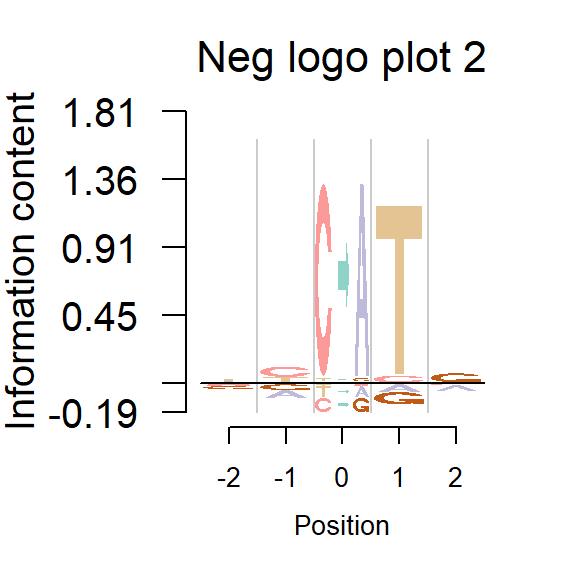 Neg logo plot 2
Information content
1.81
1.36
0.91
0.45
-0.19
C→A
T
C→G
A
G
-2
-1
0
1
2
Position